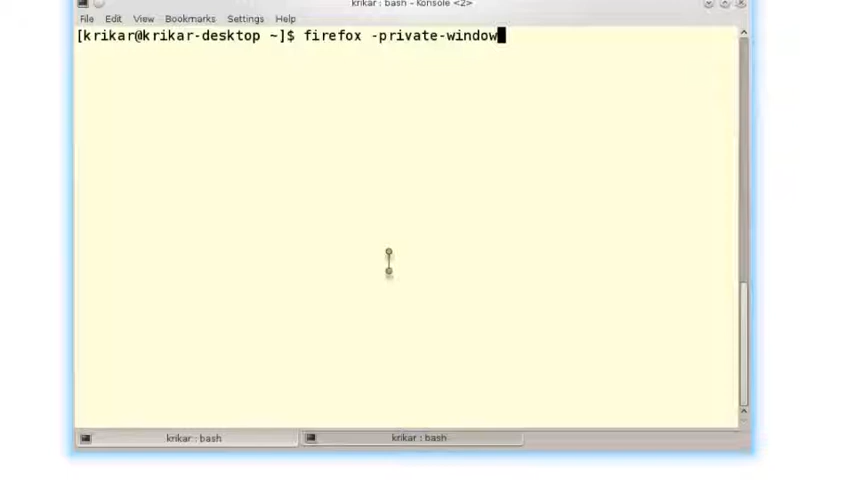 krikar : bash – Konsole <2>
File Edit View Bookmarks Settings Help
[krikar@krikar-desktop ~]$ firefox -private-window
krikar : bash krikar : bash